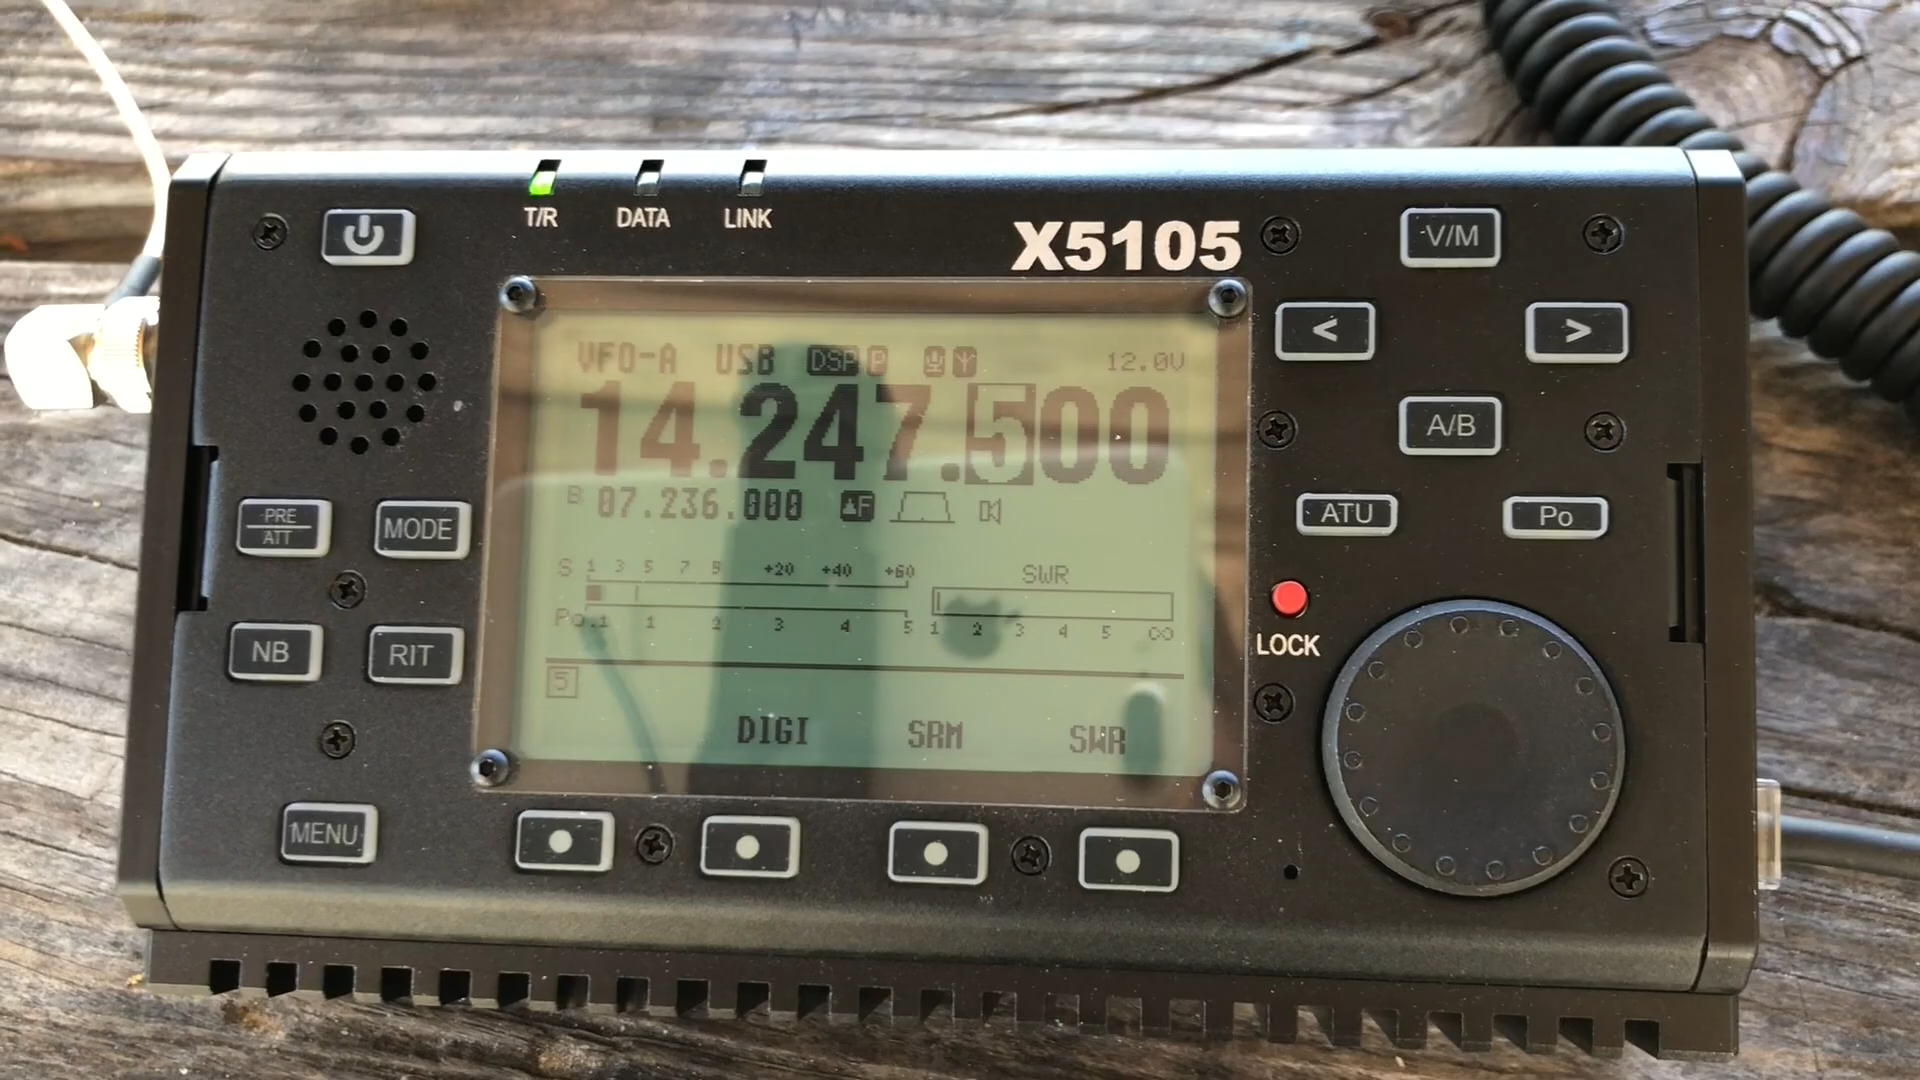 T/R DATA LINK
X5105
V/M
< >
VFO-A USB DSP P 12.0V
14.247.500
B 07.236.000 F
A/B
PRE
ATT
MODE
ATU Po
S 1 3 5 7 9 +20 +40 +60 SWR
Po.1 1 2 3 4 5 1 2 3 4 5 ∞
LOCK
NB RIT
5
DIGI SRM SWR
MENU